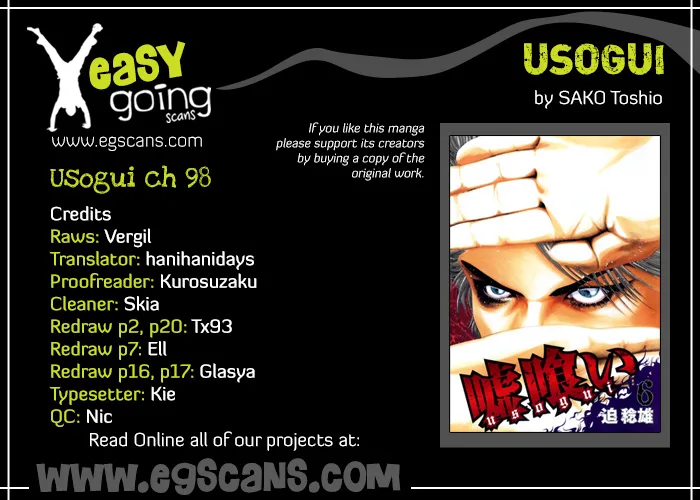 easy
going
scans
www.egscans.com
USOGUI
by SAKO Toshio
If you like this manga
please support its creators
by buying a copy of the
original work.
Usogui ch 98
Credits
Raws: Vergil
Translator: hanihanidays
Proofreader: Kurosuzaku
Cleaner: Skia
Redraw p2, p20: Tx93
Redraw p7: Ell
Redraw p16, p17: Glasya
Typesetter: Kie
QC: Nic
Read Online all of our projects at:
www.egscans.com
嘘喰い
usogui
6
迫稔雄